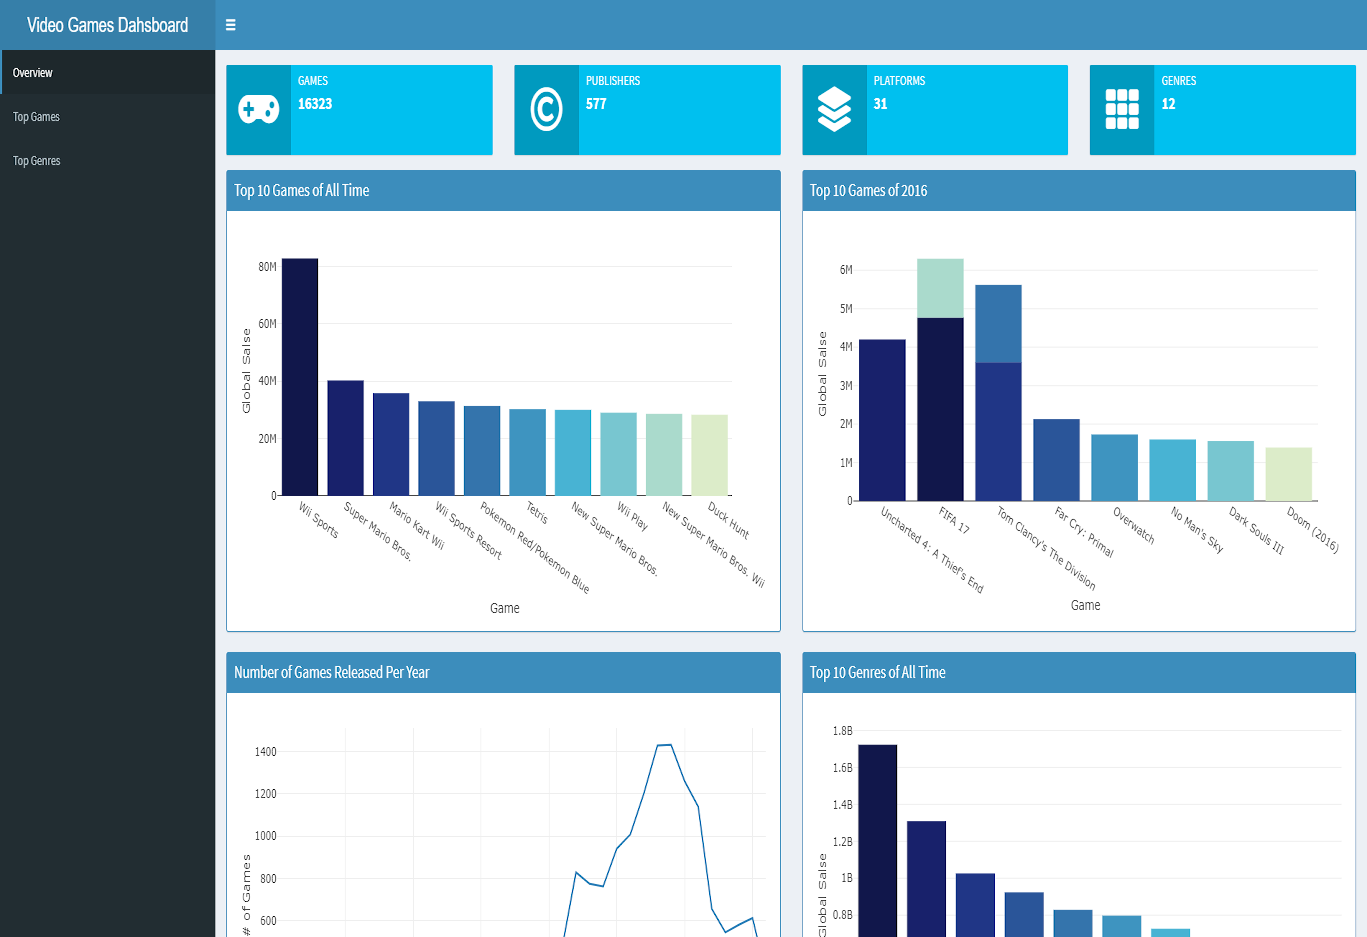 Video Games Dahsboard
Overview
Top Games
Top Genres
GAMES
16323
PUBLISHERS
577
PLATFORMS
31
GENRES
12
Top 10 Games of All Time
80M
60M
40M
20M
0
Global Salse
Wii Sports
Super Mario Bros.
Mario Kart Wii
Wii Sports Resort
Pokemon Red/Pokemon Blue
Tetris
New Super Mario Bros.
Wii Play
New Super Mario Bros. Wii
Duck Hunt
Game
Top 10 Games of 2016
6M
5M
4M
3M
2M
1M
0
Global Salse
Uncharted 4: A Thief's End
FIFA 17
Tom Clancy's The Division
Far Cry: Primal
Overwatch
No Man's Sky
Dark Souls III
Doom (2016)
Game
Number of Games Released Per Year
1400
1200
1000
800
600
# of Games
Top 10 Genres of All Time
1.8B
1.6B
1.4B
1.2B
1B
0.8B
Global Salse